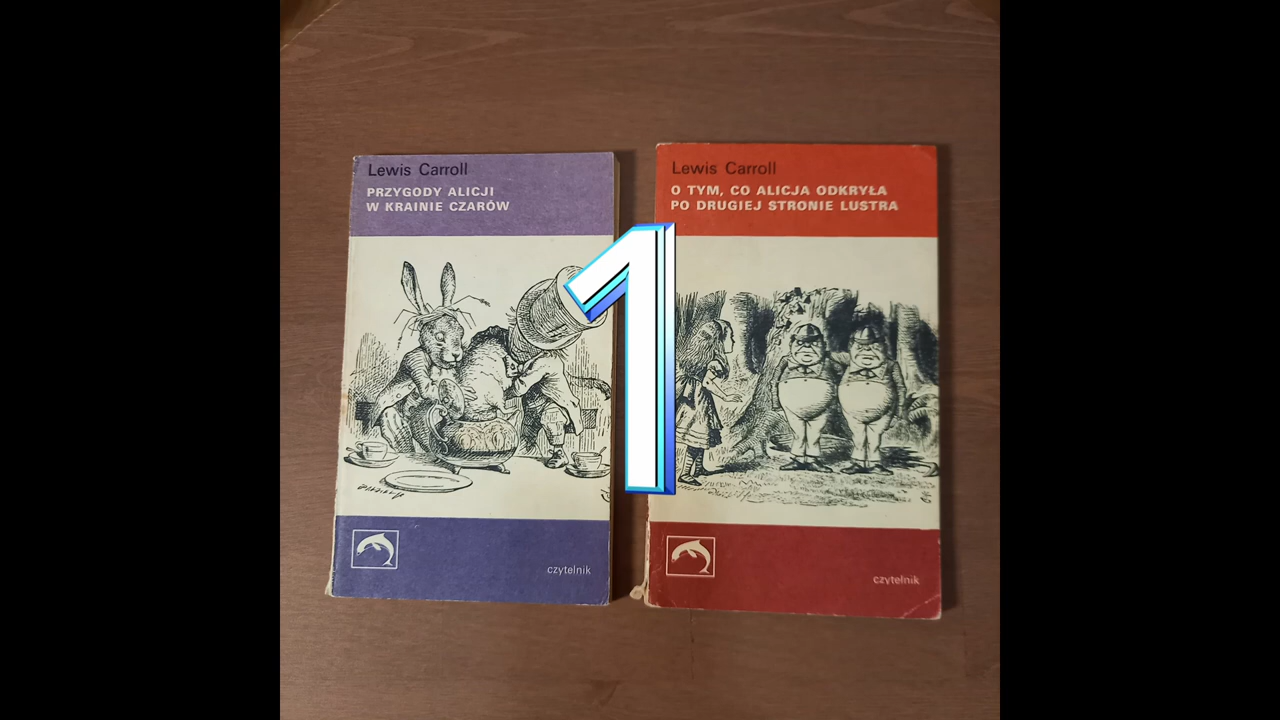 Lewis Carroll
PRZYGODY ALICJI
W KRAINIE CZARÓW
czytelnik
Lewis Carroll
O TYM, CO ALICJA ODKRYŁA
PO DRUGIEJ STRONIE LUSTRA
czytelnik
1